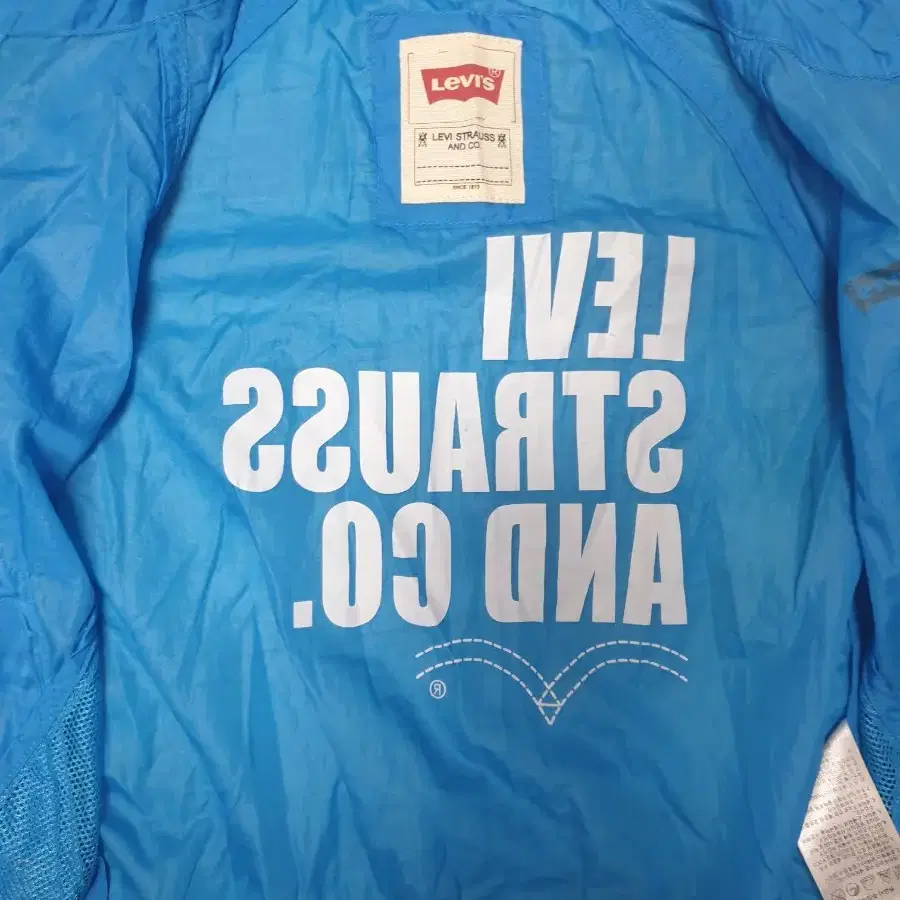 LEVI'S®
LEVI STRAUSS
AND CO.
SINCE 1873
LEVI
STRAUSS
AND CO.
®